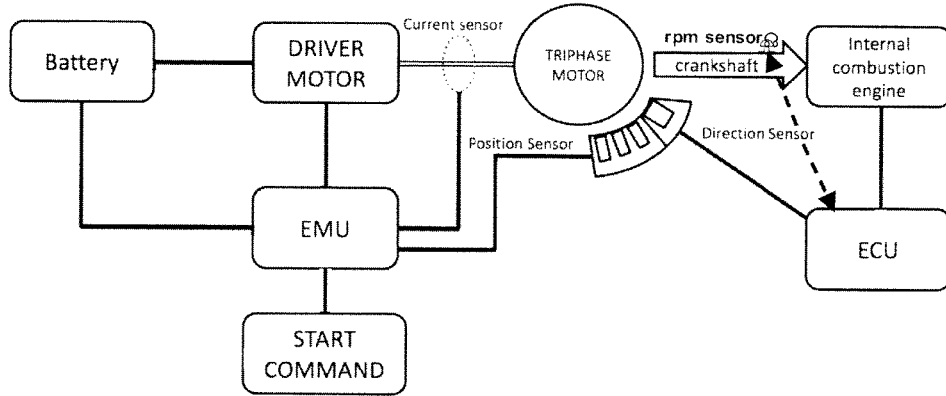 Current sensor
Battery
DRIVER
MOTOR
TRIPHASE
MOTOR
rpm sensor
crankshaft
Internal
combustion
engine
Position Sensor
Direction Sensor
EMU
ECU
START
COMMAND